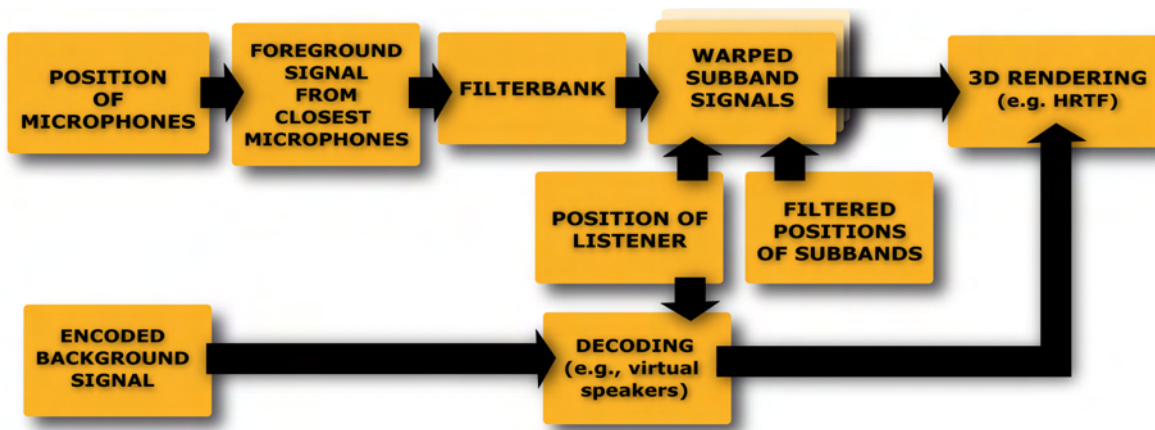 POSITION
OF
MICROPHONES
FOREGROUND
SIGNAL
FROM
CLOSEST
MICROPHONES
FILTERBANK
WARPED
SUBBAND
SIGNALS
3D RENDERING
(e.g. HRTF)
POSITION OF
LISTENER
FILTERED
POSITIONS
OF SUBBANDS
ENCODED
BACKGROUND
SIGNAL
DECODING
(e.g., virtual
speakers)